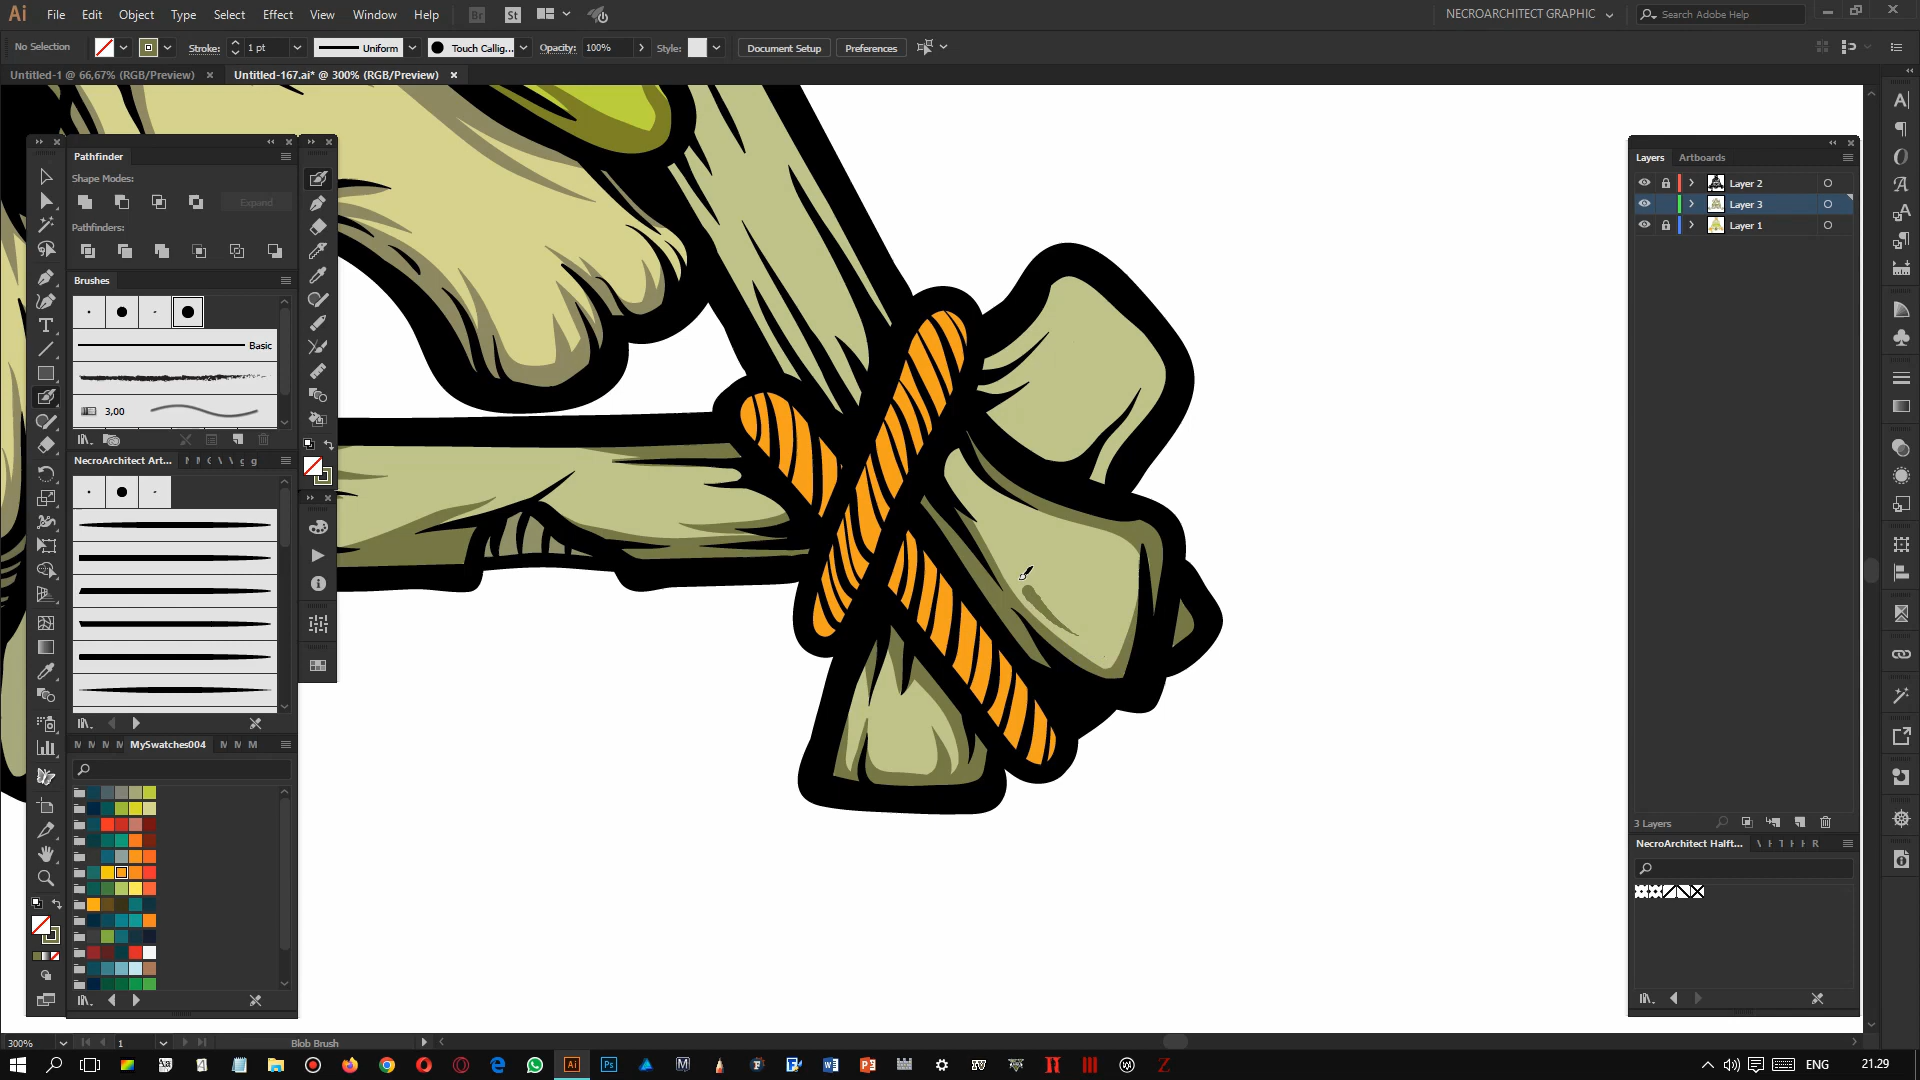 Ai File Edit Object Type Select Effect View Window Help Br St NECROARCHITECT GRAPHIC Search Adobe Help
No Selection Stroke: 1 pt Uniform Touch Callig... Opacity: 100% Style: Document Setup Preferences
Untitled-1 @ 66,67% (RGB/Preview) Untitled-167.ai* @ 300% (RGB/Preview)
Pathfinder
Shape Modes:
Expand
Pathfinders:
Brushes
Basic
3,00
NecroArchitect Art...
MySwatches004
Layers Artboards
Layer 2
Layer 3
Layer 1
3 Layers
NecroArchitect Halft...
300% 1 Blob Brush
ENG 21.29